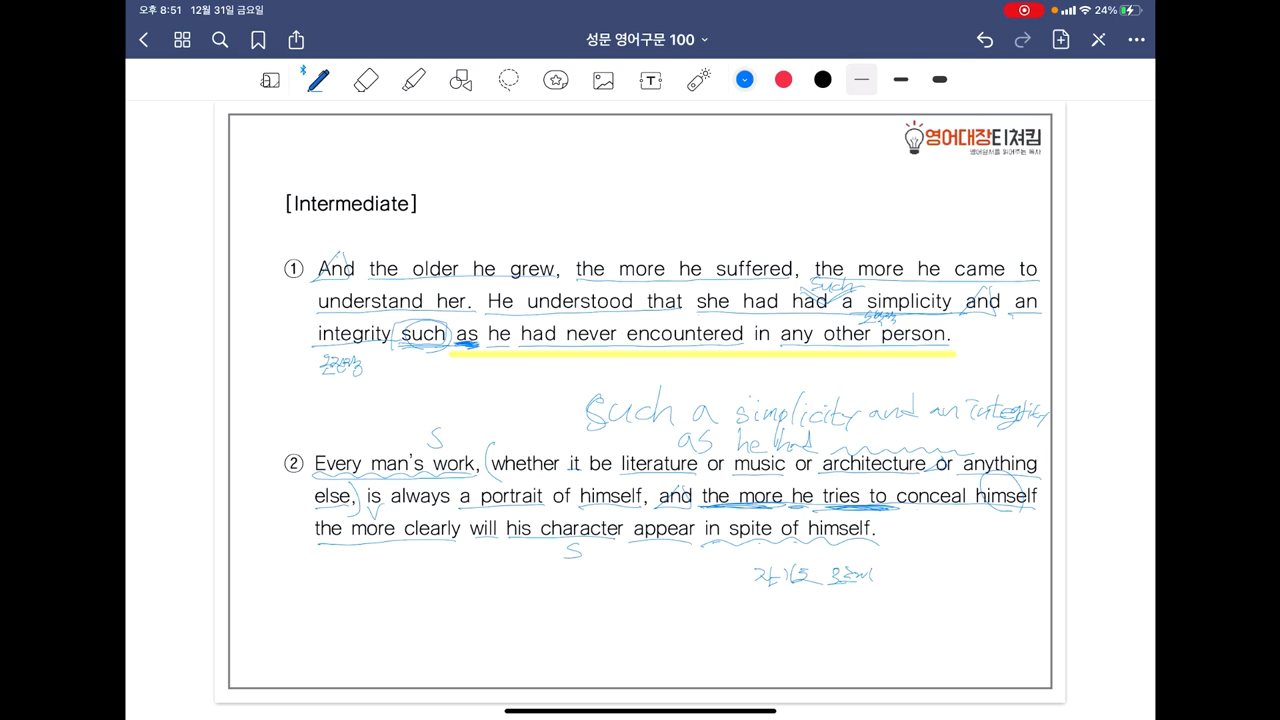 오후 8:51 12월 31일 금요일
24%
성문 영어구문 100
영어대장티쳐킴
[Intermediate]
① And the older he grew, the more he suffered, the more he came to
such
understand her. He understood that she had had a simplicity and an
integrity such as he had never encountered in any other person.
Such a simplicity and an integrity
as he had
S
② Every man's work, (whether it be literature or music or architecture or anything
else,) is always a portrait of himself, and the more he tries to conceal himself
V
the more clearly will his character appear in spite of himself.
S
자기도 모르게